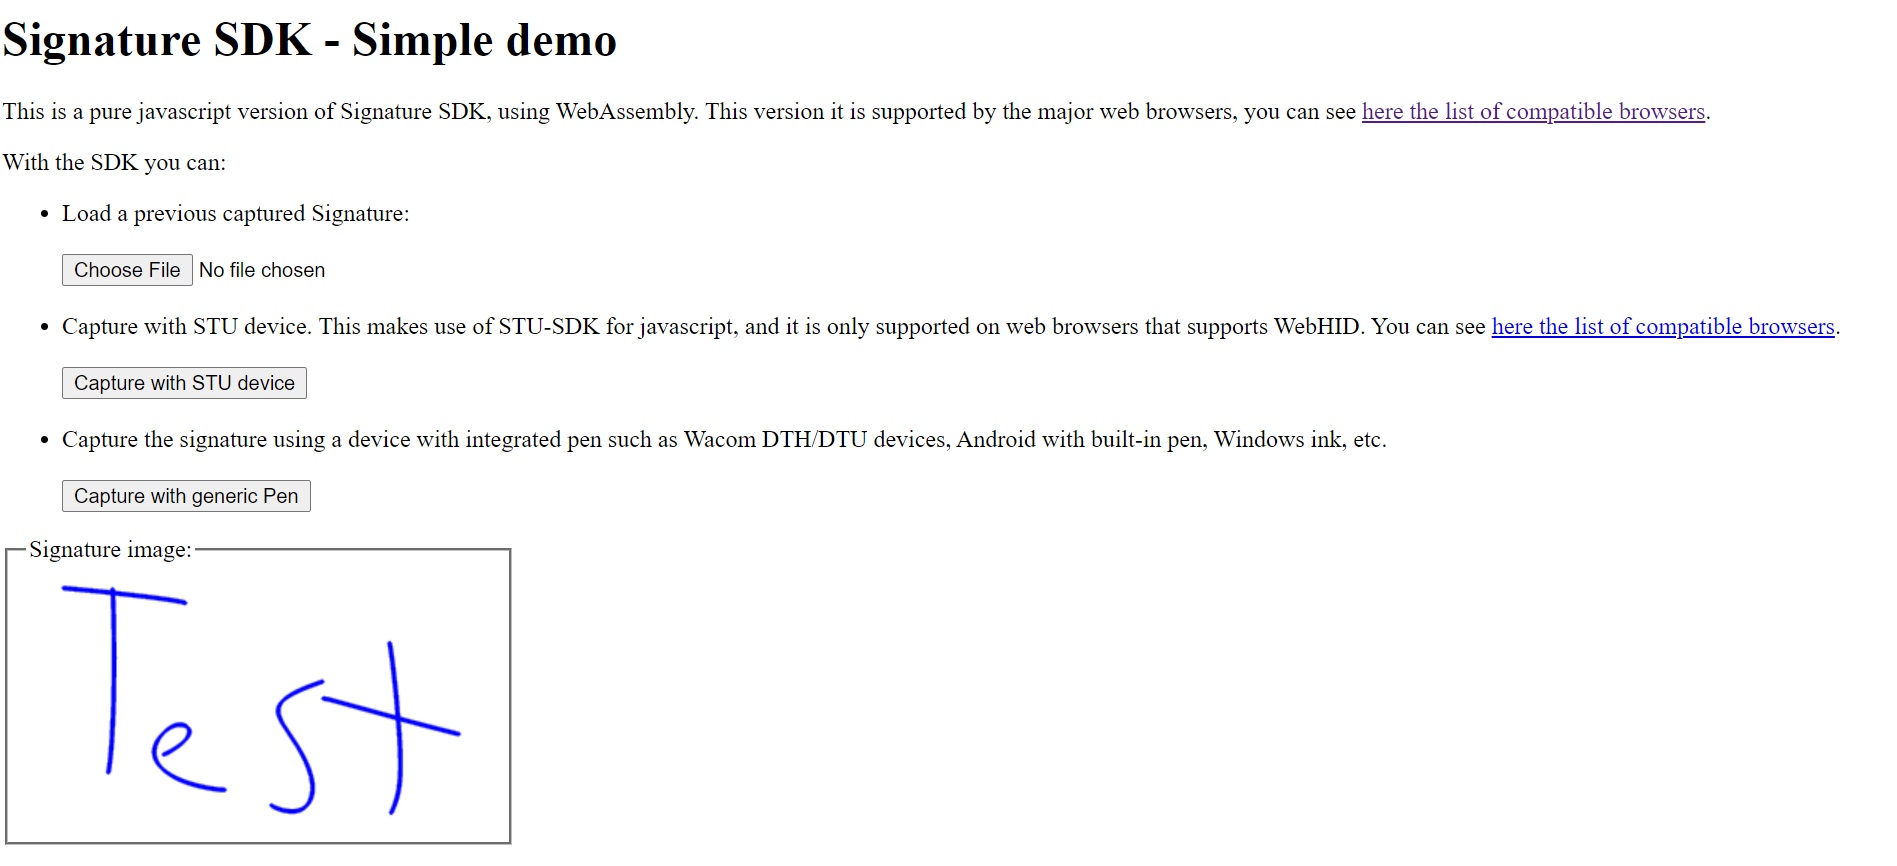 Signature SDK - Simple demo
This is a pure javascript version of Signature SDK, using WebAssembly. This version it is supported by the major web browsers, you can see here the list of compatible browsers.
With the SDK you can:
• Load a previous captured Signature:
Choose File No file chosen
• Capture with STU device. This makes use of STU-SDK for javascript, and it is only supported on web browsers that supports WebHID. You can see here the list of compatible browsers.
Capture with STU device
• Capture the signature using a device with integrated pen such as Wacom DTH/DTU devices, Android with built-in pen, Windows ink, etc.
Capture with generic Pen
Signature image:
Test